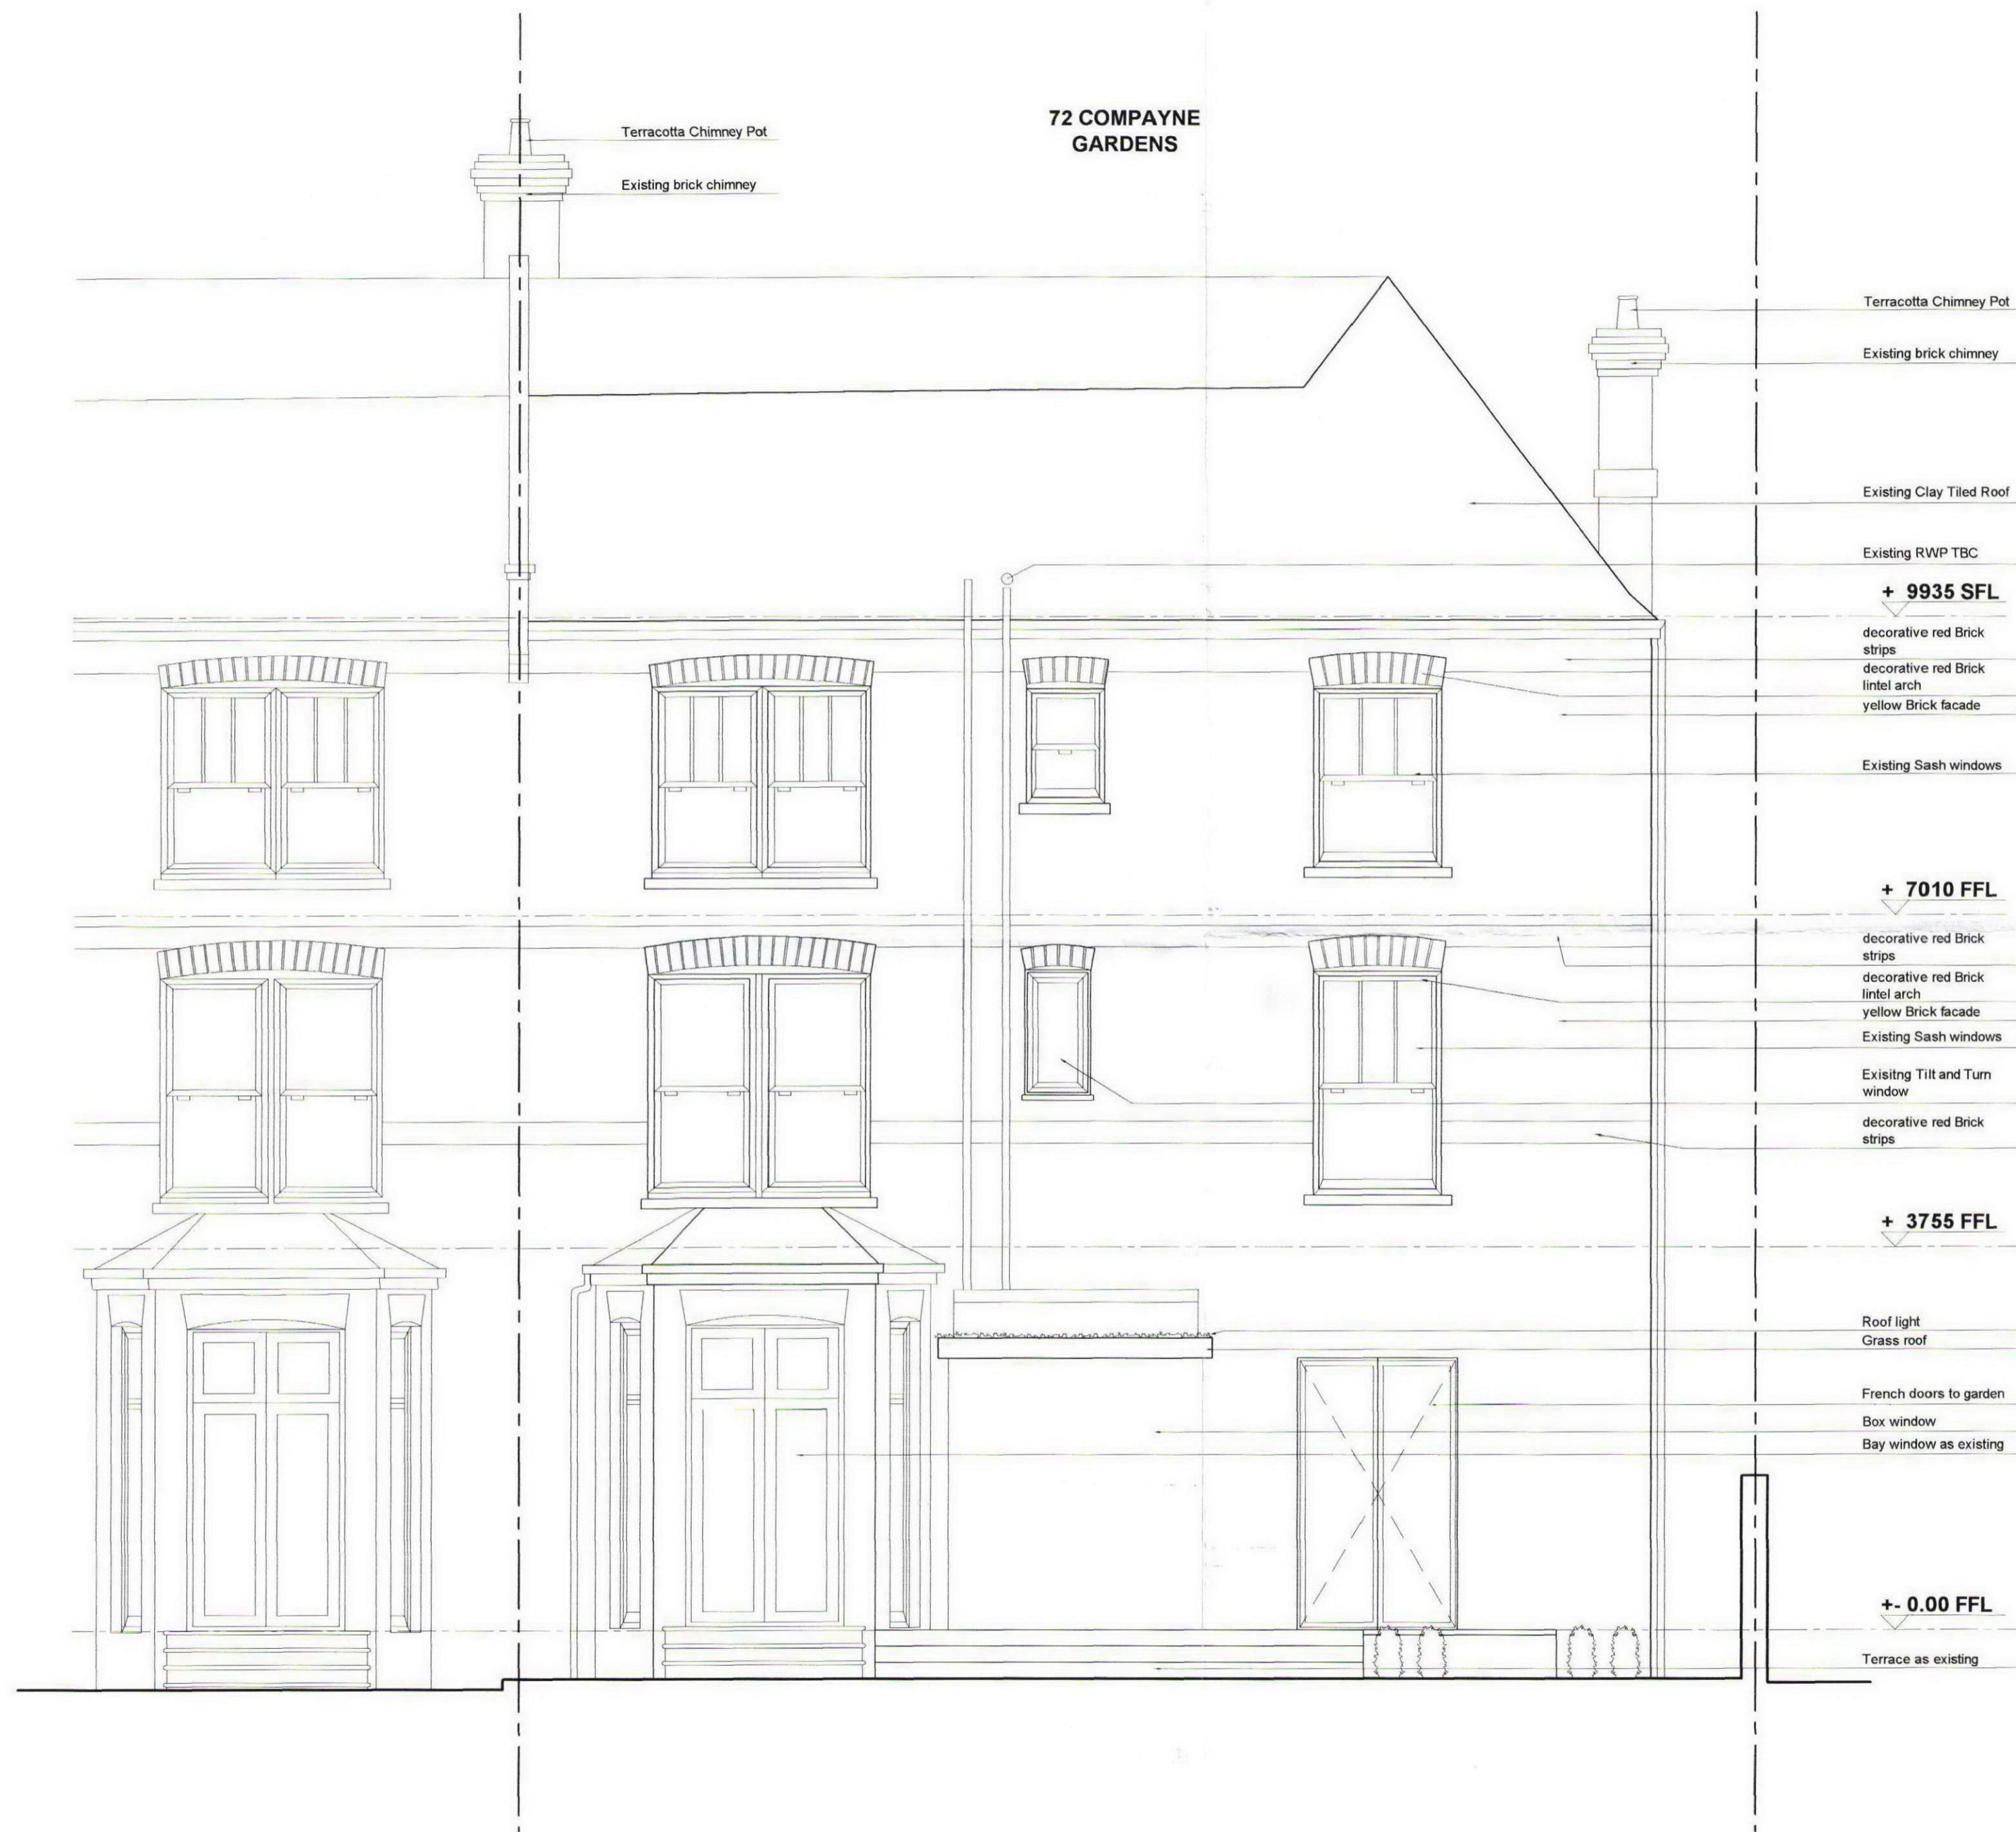 72 COMPAYNE
GARDENS
Terracotta Chimney Pot
Existing brick chimney
Terracotta Chimney Pot
Existing brick chimney
Existing Clay Tiled Roof
Existing RWP TBC
+ 9935 SFL
decorative red Brick
strips
decorative red Brick
lintel arch
yellow Brick facade
Existing Sash windows
+ 7010 FFL
decorative red Brick
strips
decorative red Brick
lintel arch
yellow Brick facade
Existing Sash windows
Exisitng Tilt and Turn
window
decorative red Brick
strips
+ 3755 FFL
Roof light
Grass roof
French doors to garden
Box window
Bay window as existing
+- 0.00 FFL
Terrace as existing